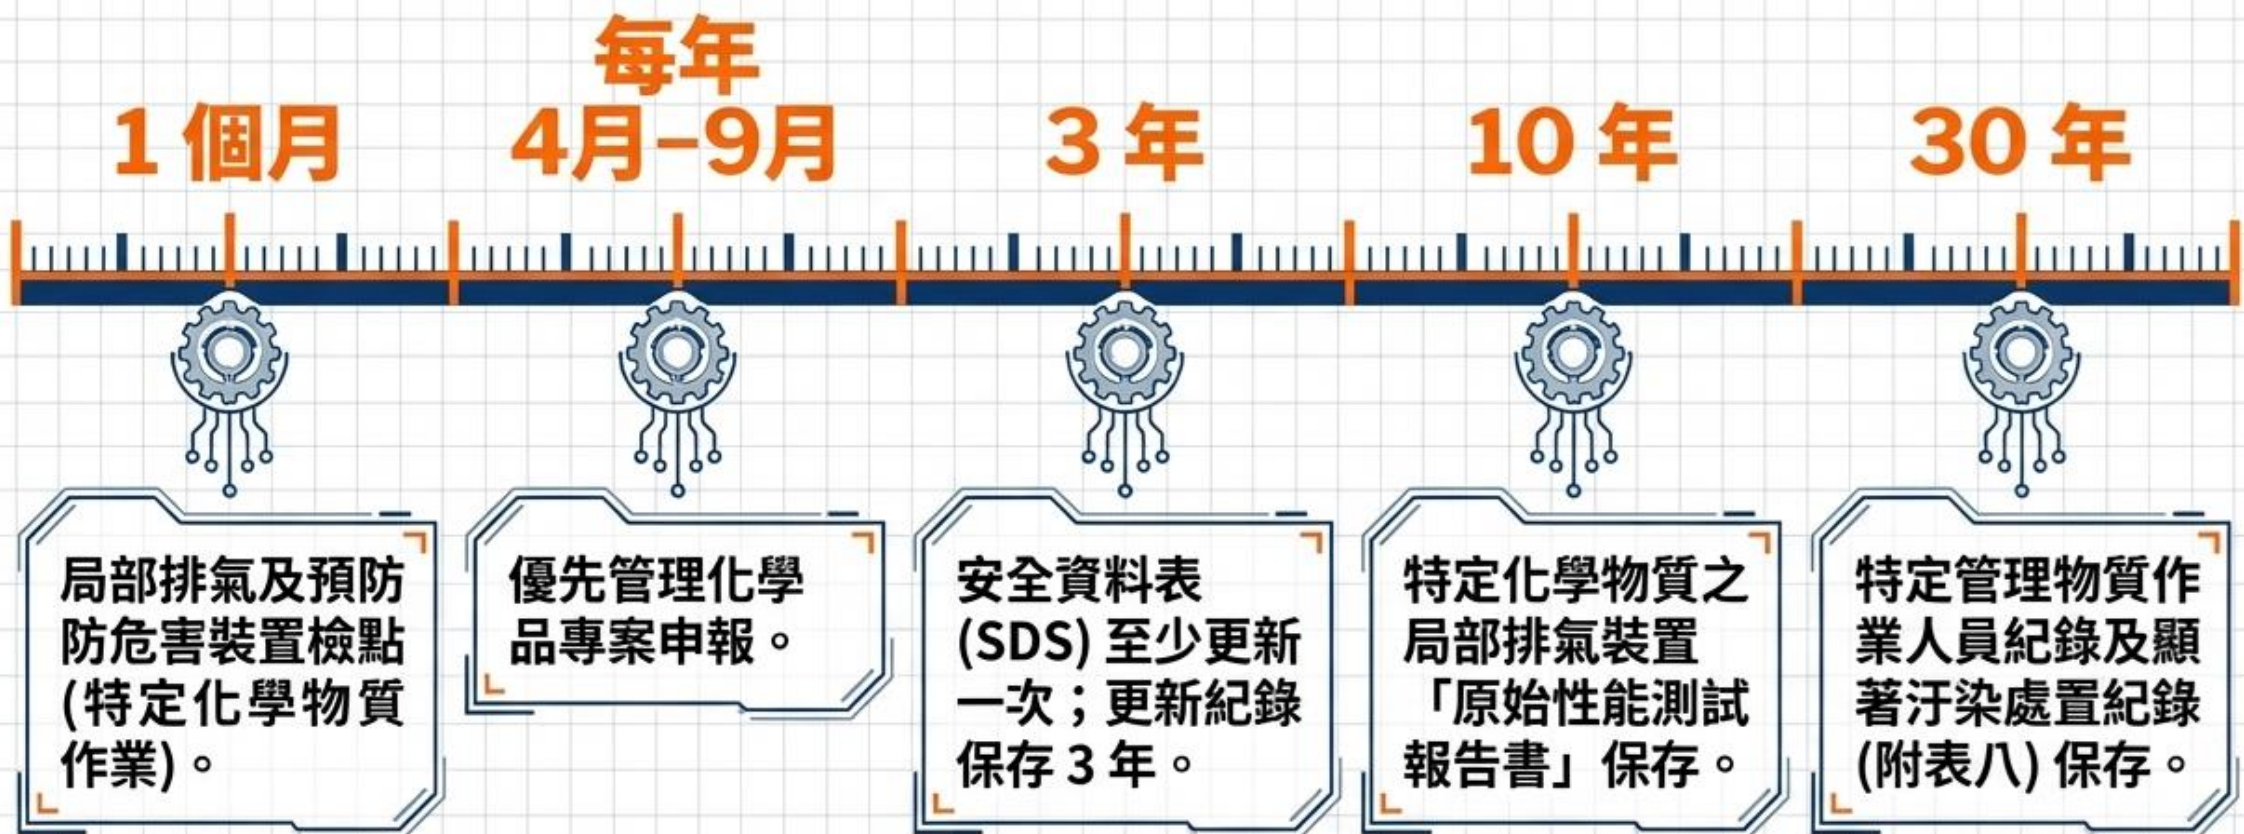 每年
1 個月
4月-9月
3 年
10 年
30 年
局部排氣及預防
防危害裝置檢點
(特定化學物質
作業)。
優先管理化學
品專案申報。
安全資料表
(SDS) 至少更新
一次；更新紀錄
保存 3 年。
特定化學物質之
局部排氣裝置
「原始性能測試
報告書」保存。
特定管理物質作
業人員紀錄及顯
著汙染處置紀錄
(附表八) 保存。